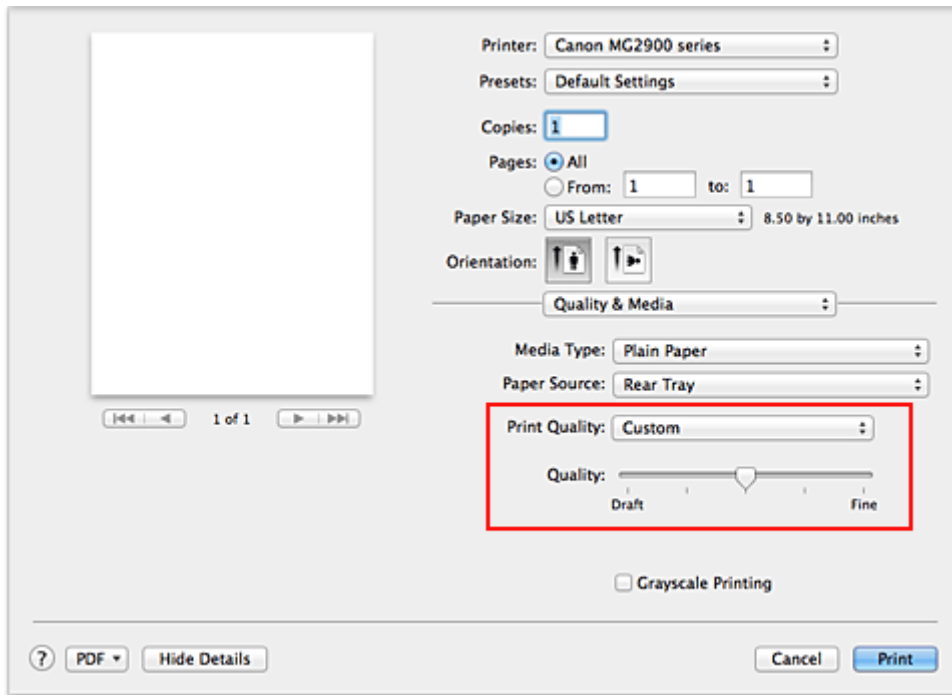 Printer: Canon MG2900 series
Presets: Default Settings
Copies: 1
Pages: All
From: 1 to: 1
Paper Size: US Letter 8.50 by 11.00 inches
Orientation:
Quality & Media
Media Type: Plain Paper
Paper Source: Rear Tray
1 of 1
Print Quality: Custom
Quality:
Draft Fine
Grayscale Printing
? PDF Hide Details Cancel Print